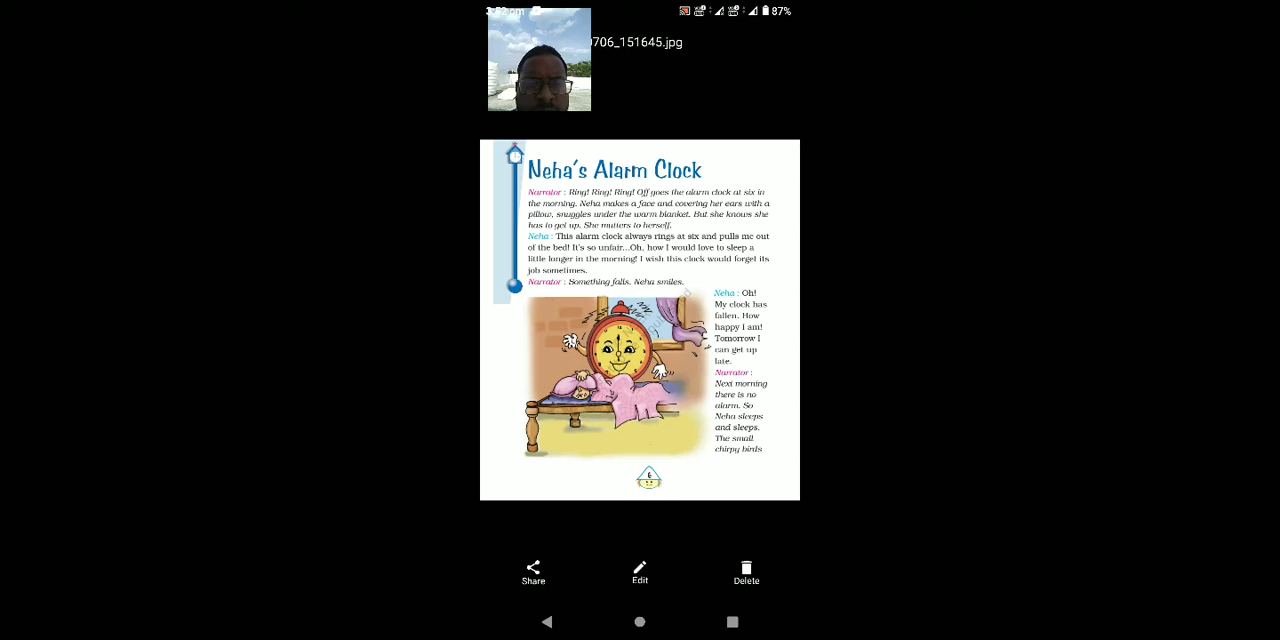 87%
0706_151645.jpg
Neha's Alarm Clock
Narrator : Ring! Ring! Ring! Off goes the alarm clock at six in
the morning. Neha makes a face and covering her ears with a
pillow, snuggles under the warm blanket. But she knows she
has to get up. She mutters to herself.
Neha : This alarm clock always rings at six and pulls me out
of the bed! It's so unfair...Oh, how I would love to sleep a
little longer in the morning! I wish this clock would forget its
job sometimes.
Narrator : Something falls. Neha smiles.
Neha : Oh!
My clock has
fallen. How
happy I am!
Tomorrow I
can get up
late.
Narrator :
Next morning
there is no
alarm. So
Neha sleeps
and sleeps.
The small
chirpy birds
6
Share Edit Delete